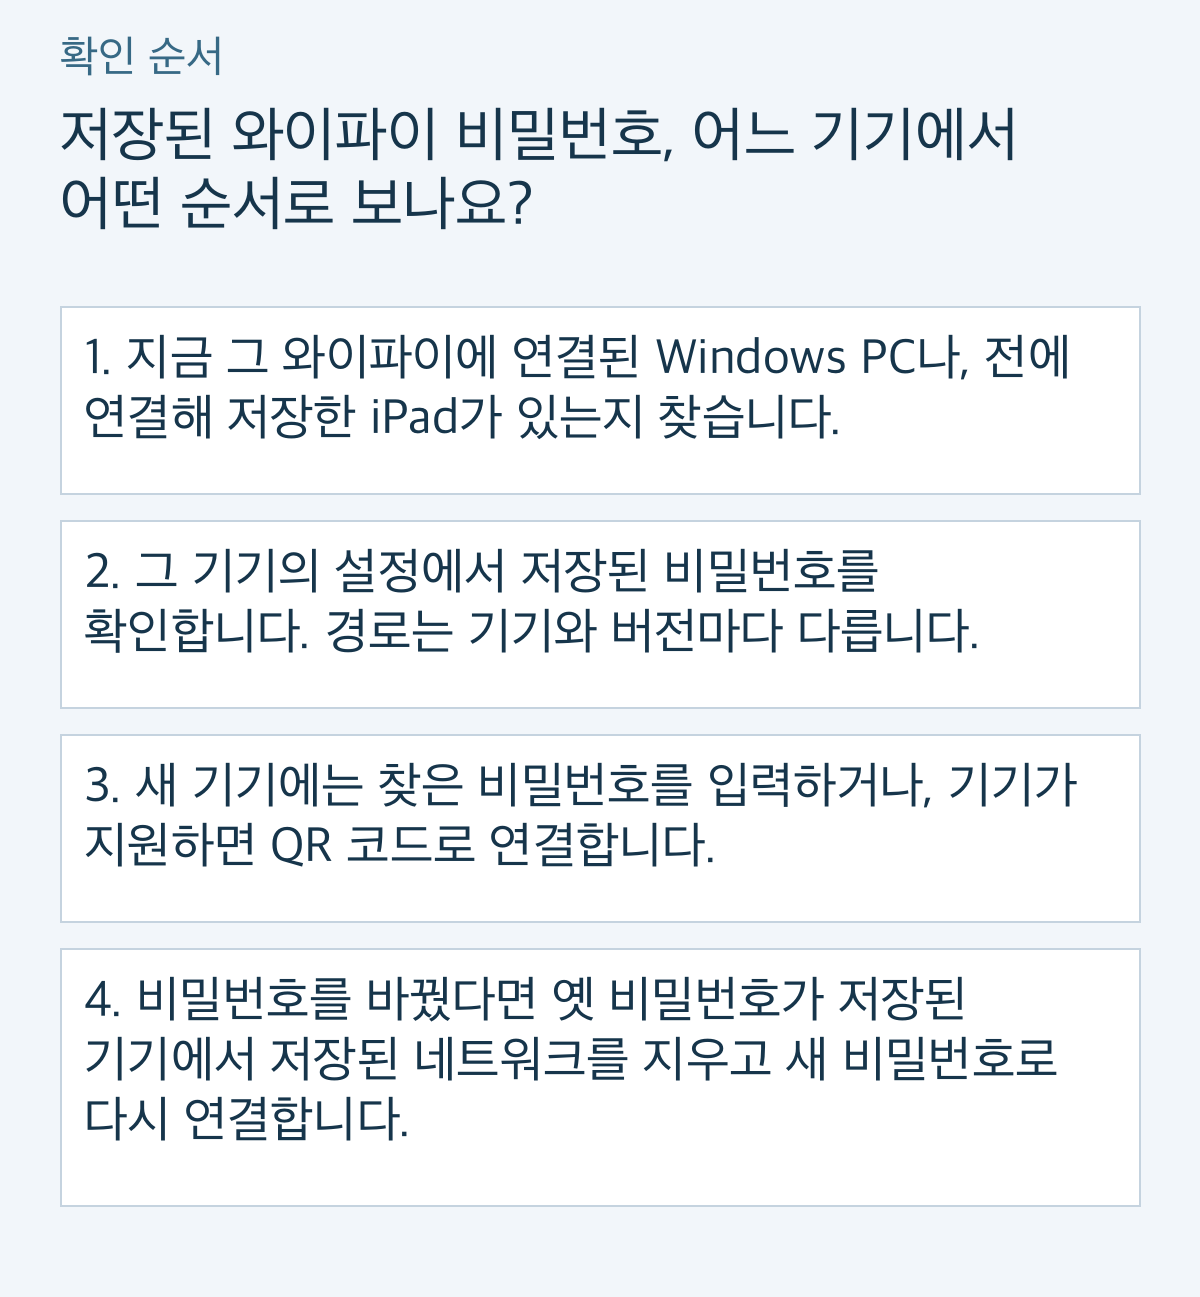 확인 순서
저장된 와이파이 비밀번호, 어느 기기에서
어떤 순서로 보나요?
1. 지금 그 와이파이에 연결된 Windows PC나, 전에
연결해 저장한 iPad가 있는지 찾습니다.
2. 그 기기의 설정에서 저장된 비밀번호를
확인합니다. 경로는 기기와 버전마다 다릅니다.
3. 새 기기에는 찾은 비밀번호를 입력하거나, 기기가
지원하면 QR 코드로 연결합니다.
4. 비밀번호를 바꿨다면 옛 비밀번호가 저장된
기기에서 저장된 네트워크를 지우고 새 비밀번호로
다시 연결합니다.